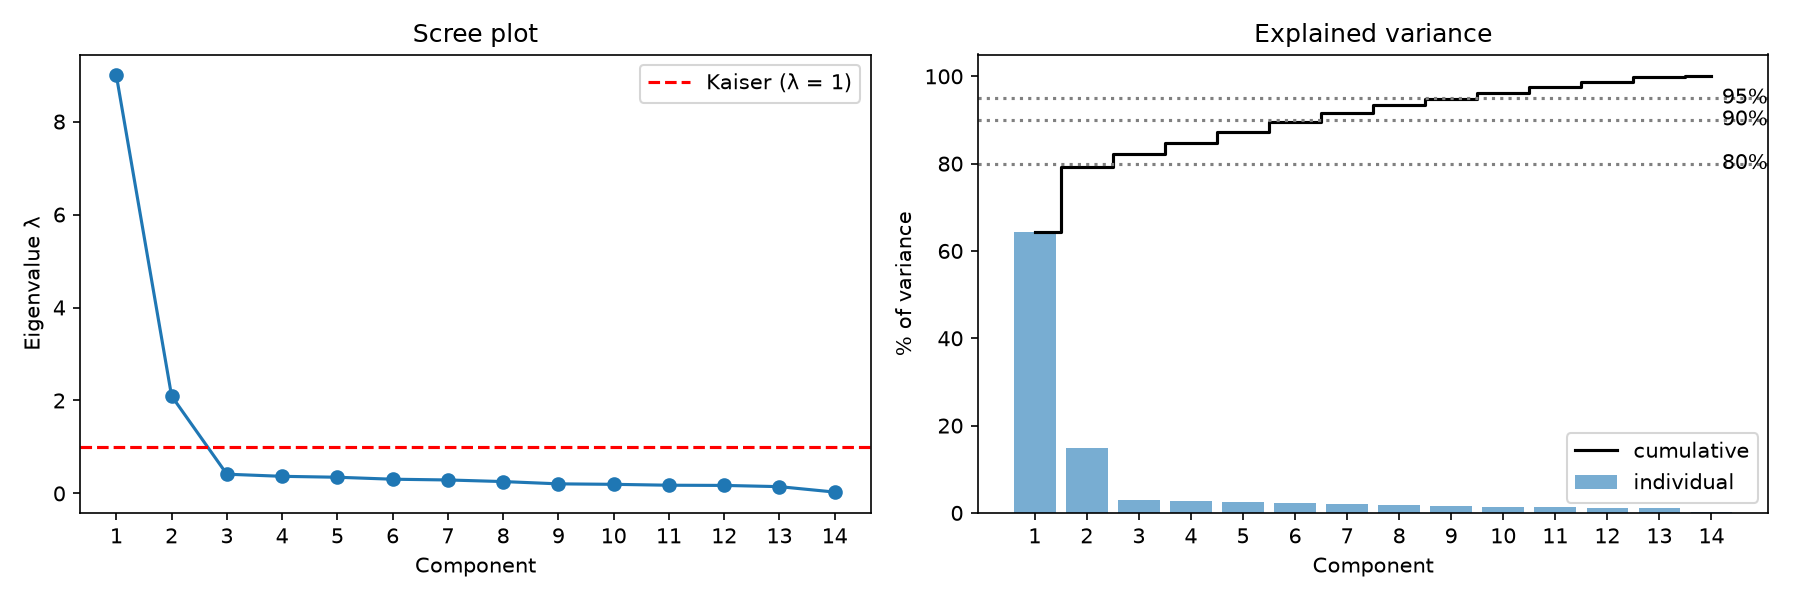 Scree plot
Kaiser (λ = 1)
Eigenvalue λ
8
6
4
2
0
1 2 3 4 5 6 7 8 9 10 11 12 13 14
Component
Explained variance
% of variance
100
80
60
40
20
0
95%
90%
80%
cumulative
individual
1 2 3 4 5 6 7 8 9 10 11 12 13 14
Component